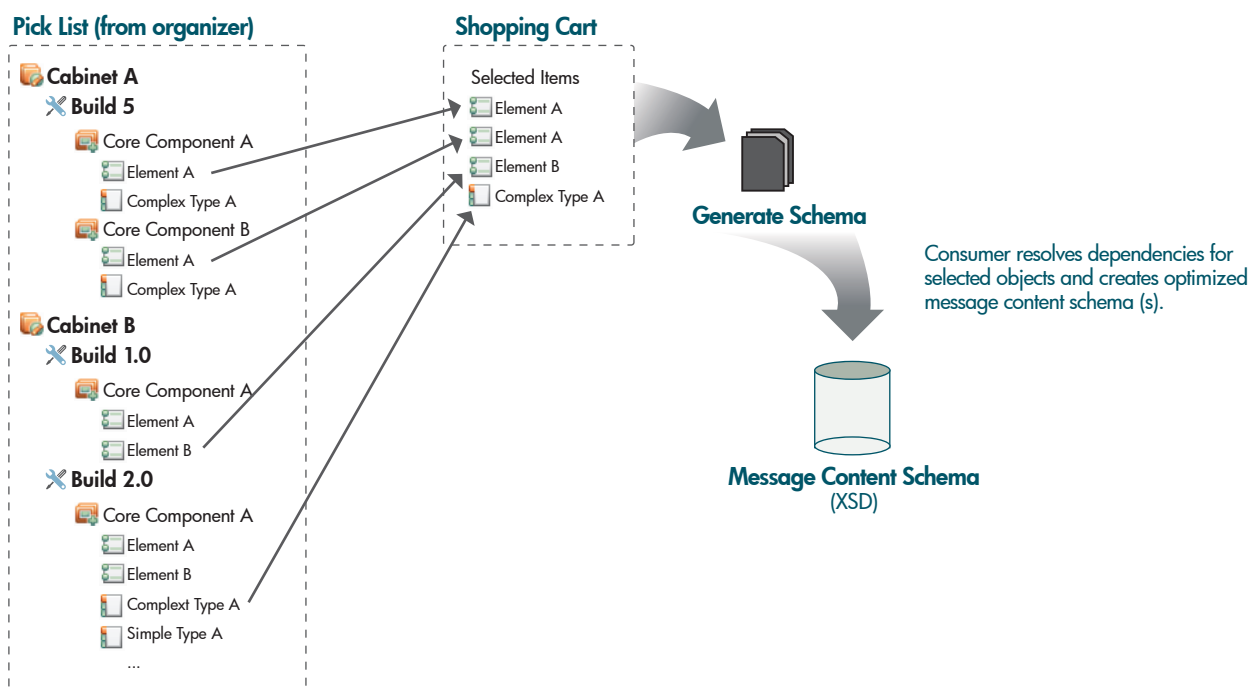 Pick List (from organizer)
Cabinet A
Build 5
Core Component A
Element A
Complex Type A
Core Component B
Element A
Complex Type A
Cabinet B
Build 1.0
Core Component A
Element A
Element B
Build 2.0
Core Component A
Element A
Element B
Complext Type A
Simple Type A
...
Shopping Cart
Selected Items
Element A
Element A
Element B
Complex Type A
Generate Schema
Consumer resolves dependencies for
selected objects and creates optimized
message content schema (s).
Message Content Schema
(XSD)